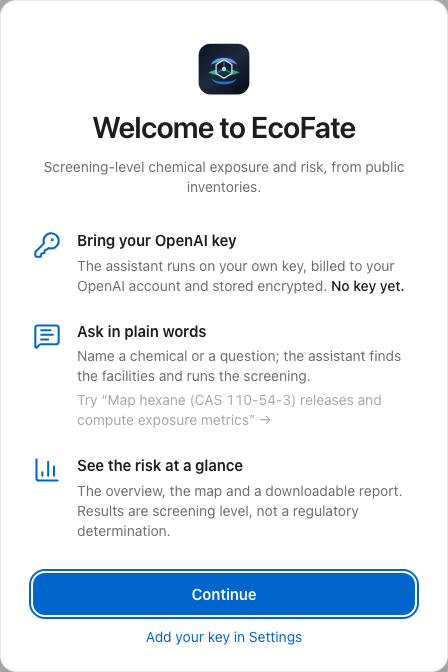 Welcome to EcoFate
Screening-level chemical exposure and risk, from public
inventories.
Bring your OpenAI key
The assistant runs on your own key, billed to your
OpenAI account and stored encrypted. No key yet.
Ask in plain words
Name a chemical or a question; the assistant finds
the facilities and runs the screening.
Try “Map hexane (CAS 110-54-3) releases and
compute exposure metrics” →
See the risk at a glance
The overview, the map and a downloadable report.
Results are screening level, not a regulatory
determination.
Continue
Add your key in Settings